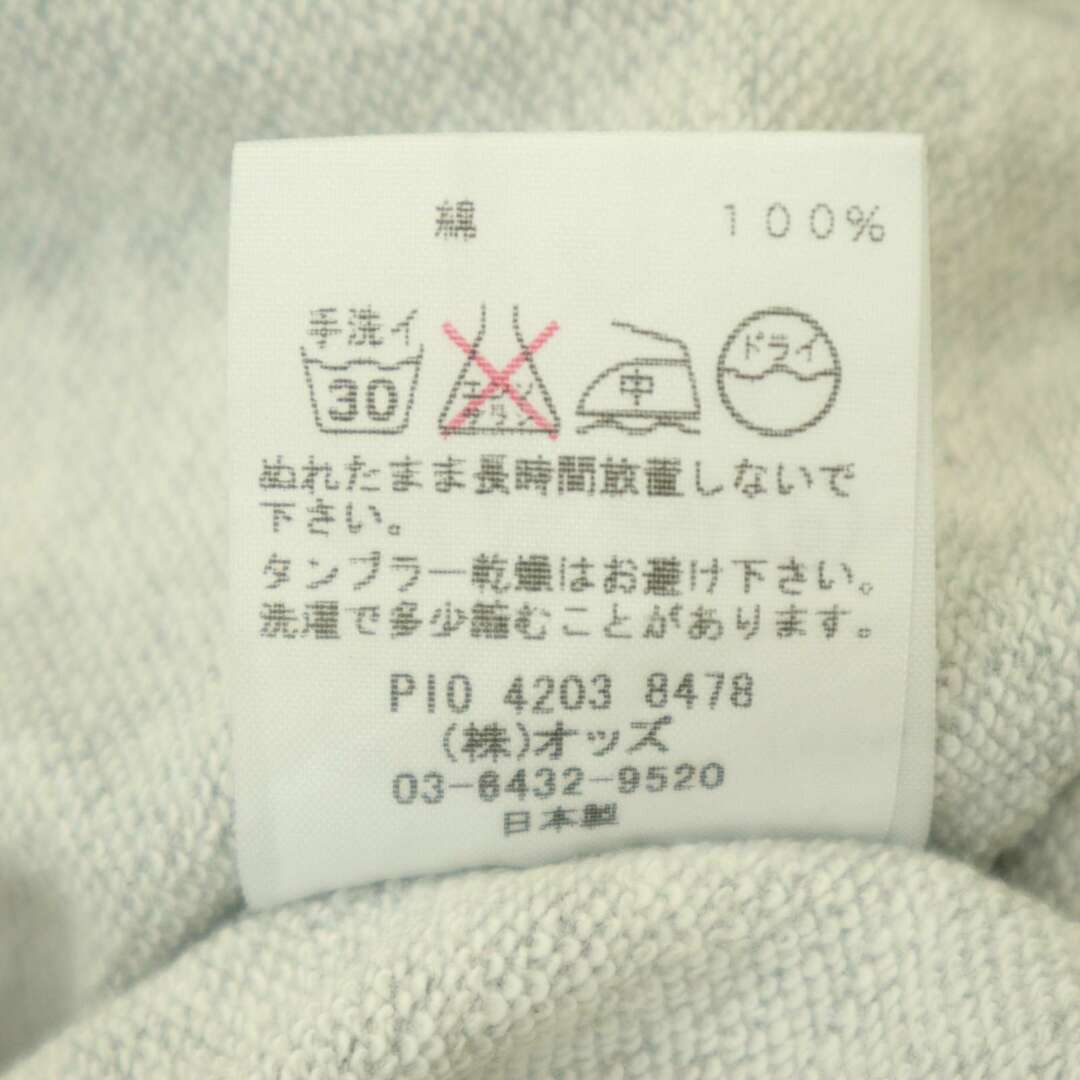 綿 100%
手洗イ
30
エンソ
サラシ
中
ドライ
ぬれたまま長時間放置しないで
下さい。
タンブラー乾燥はお避け下さい。
洗濯で多少縮むことがあります。
PIO 4203 8478
(株)オッズ
03-6432-9520
日本製